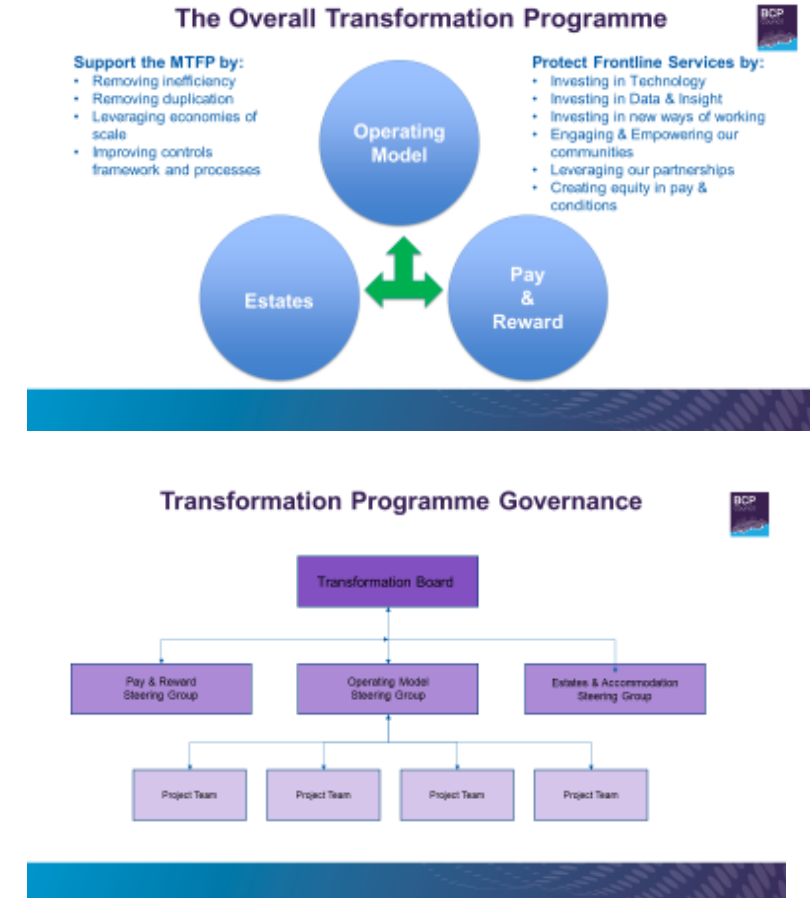 The Overall Transformation Programme
BCP
COUNCIL
Support the MTFP by:
• Removing inefficiency
• Removing duplication
• Leveraging economies of
scale
• Improving controls
framework and processes
Operating
Model
Protect Frontline Services by:
• Investing in Technology
• Investing in Data & Insight
• Investing in new ways of working
• Engaging & Empowering our
communities
• Leveraging our partnerships
• Creating equity in pay &
conditions
Estates
Pay
&
Reward
Transformation Programme Governance
BCP
COUNCIL
Transformation Board
Pay & Reward
Steering Group
Operating Model
Steering Group
Estates & Accommodation
Steering Group
Project Team
Project Team
Project Team
Project Team